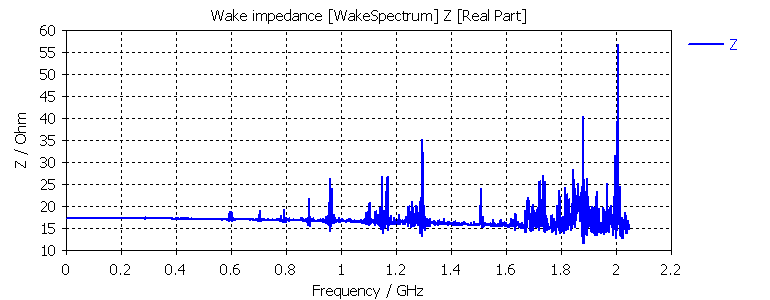 Wake impedance [WakeSpectrum] Z [Real Part]
60
55
50
45
40
35
30
25
20
15
10
Z / Ohm
Z
0 0.2 0.4 0.6 0.8 1 1.2 1.4 1.6 1.8 2 2.2
Frequency / GHz